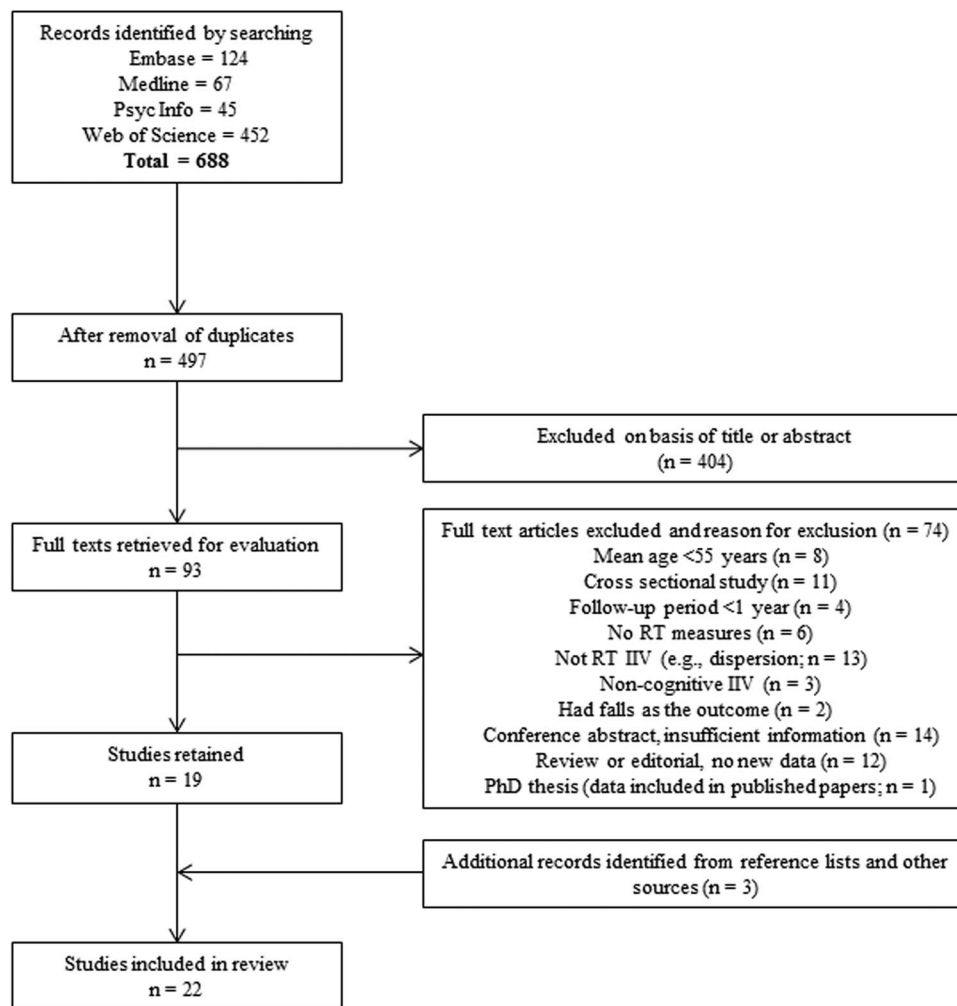 Records identified by searching
Embase = 124
Medline = 67
Psyc Info = 45
Web of Science = 452
Total = 688
After removal of duplicates
n = 497
Excluded on basis of title or abstract
(n = 404)
Full texts retrieved for evaluation
n = 93
Full text articles excluded and reason for exclusion (n = 74)
Mean age <55 years (n = 8)
Cross sectional study (n = 11)
Follow-up period <1 year (n = 4)
No RT measures (n = 6)
Not RT IIV (e.g., dispersion; n = 13)
Non-cognitive IIV (n = 3)
Had falls as the outcome (n = 2)
Conference abstract, insufficient information (n = 14)
Review or editorial, no new data (n = 12)
PhD thesis (data included in published papers; n = 1)
Studies retained
n = 19
Additional records identified from reference lists and other
sources (n = 3)
Studies included in review
n = 22